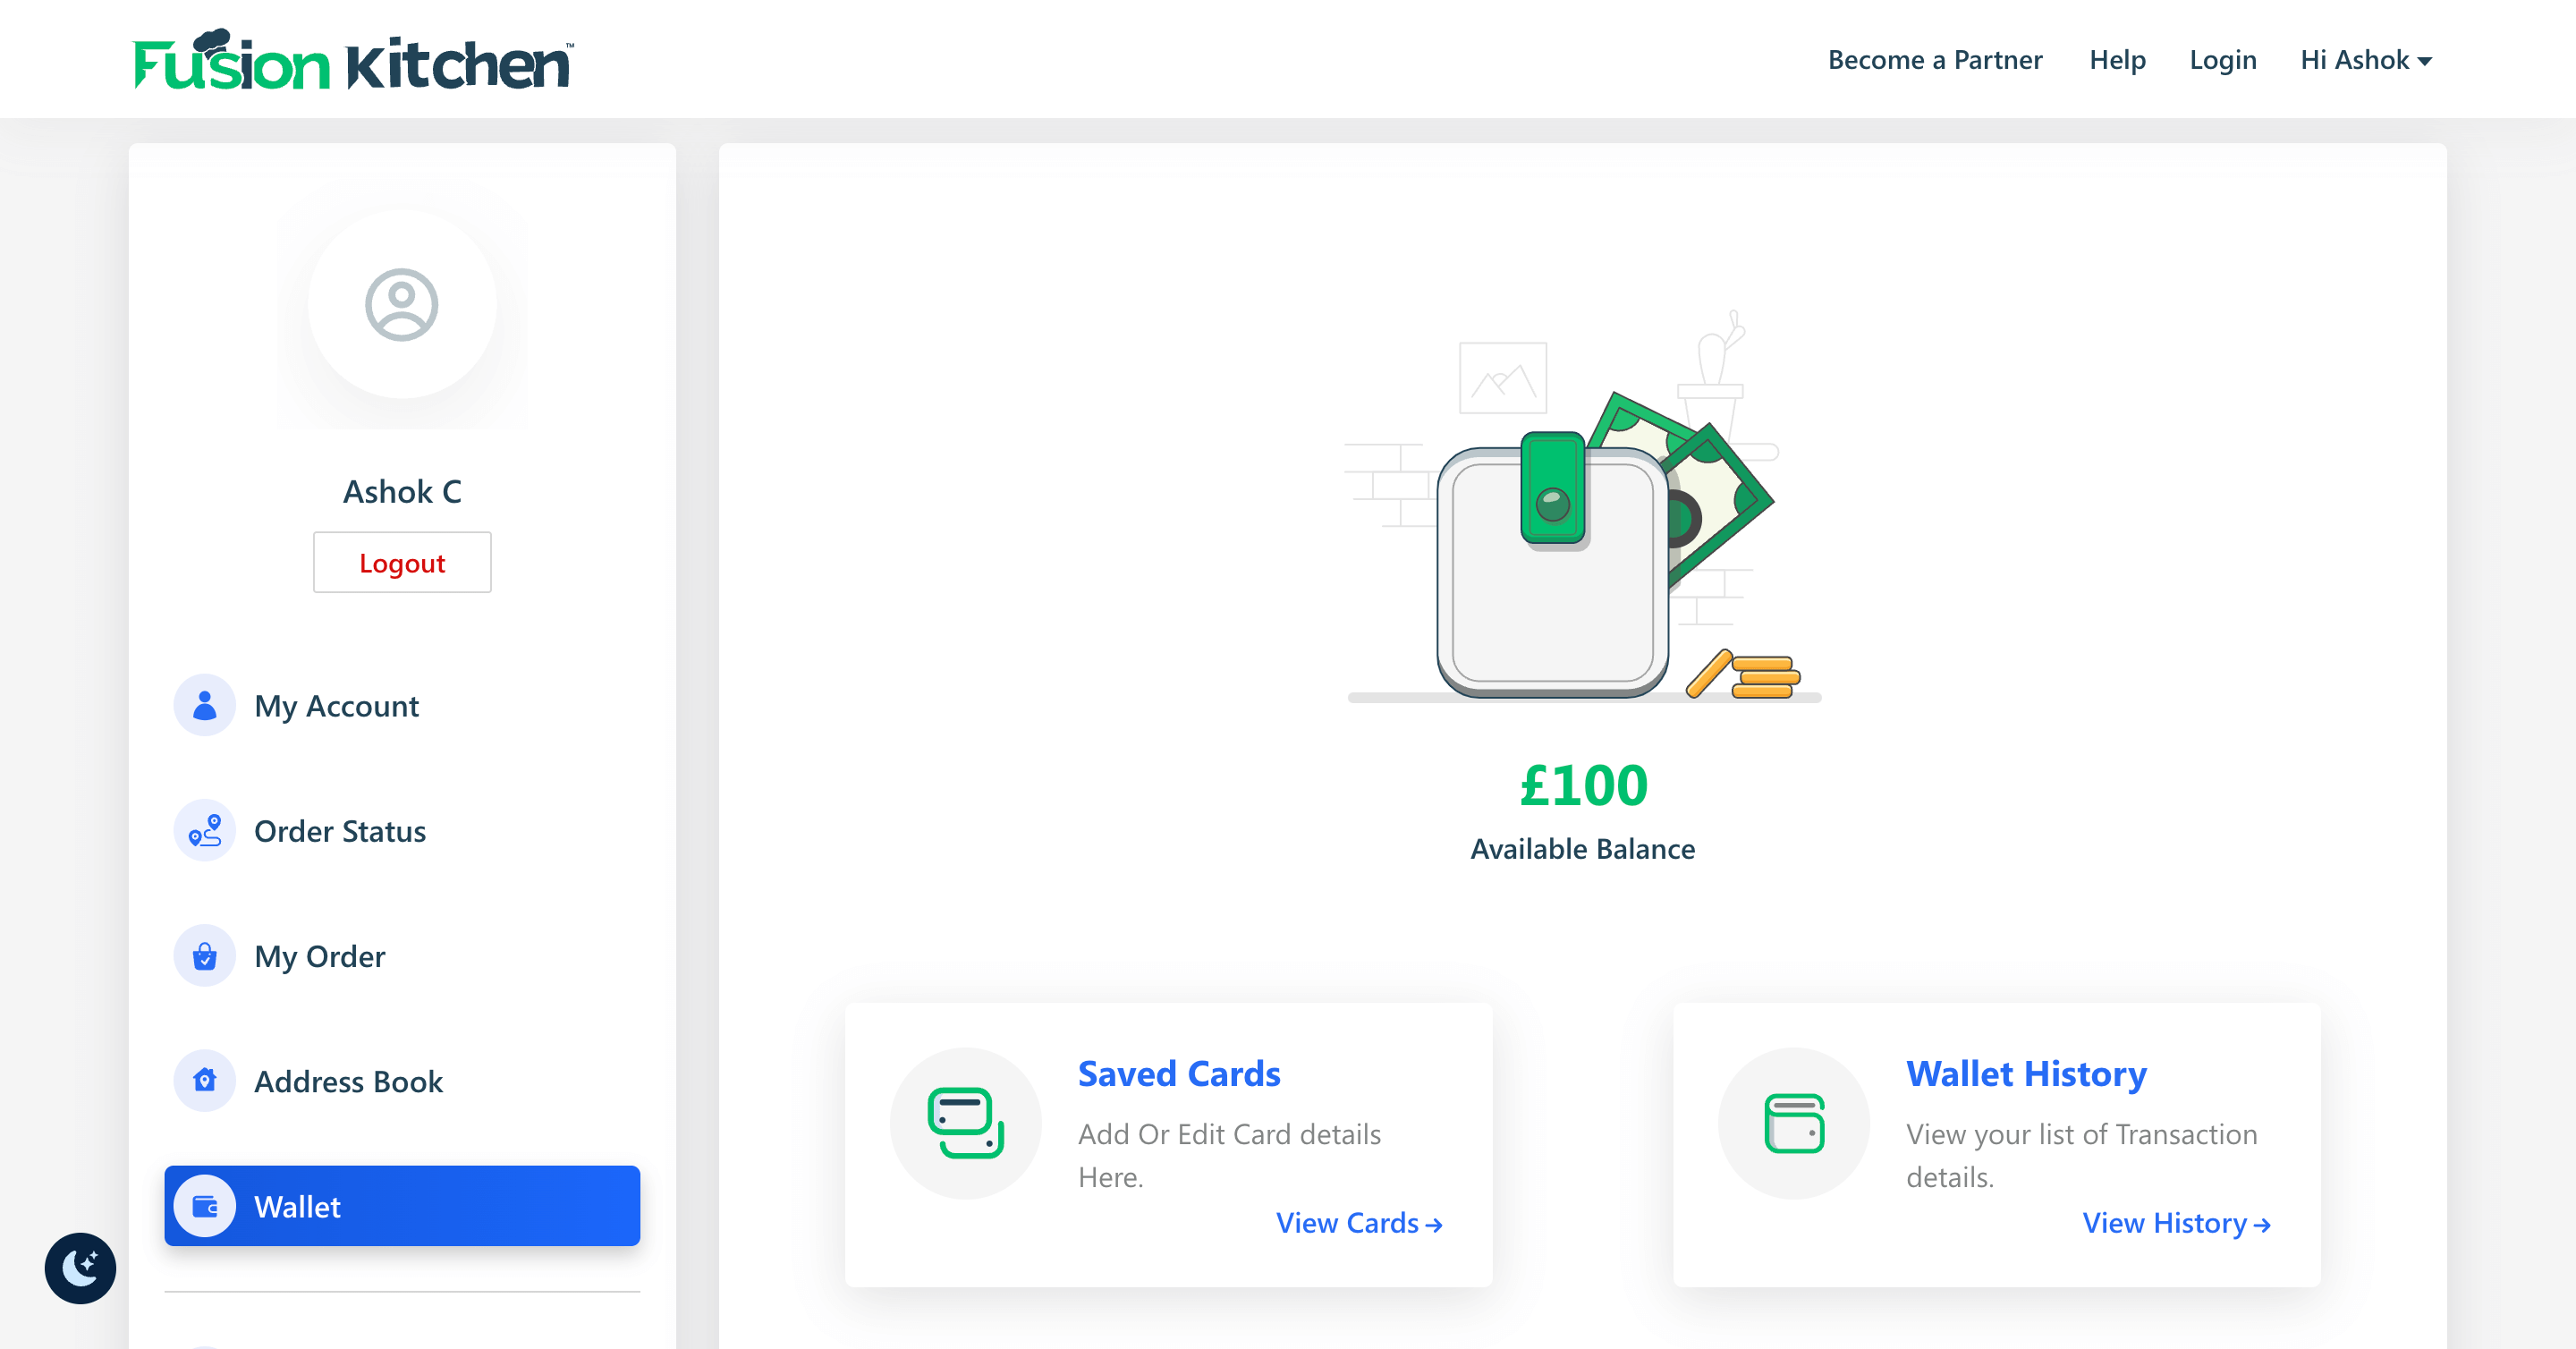 Fusion Kitchen™
Become a Partner
Help
Login
Hi Ashok
Ashok C
Logout
My Account
Order Status
My Order
Address Book
Wallet
£100
Available Balance
Saved Cards
Add Or Edit Card details
Here.
View Cards
Wallet History
View your list of Transaction
details.
View History